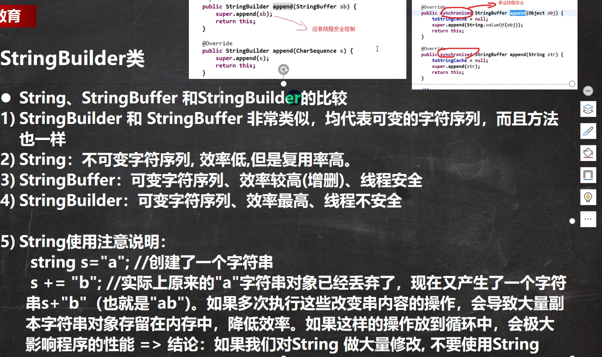 教育
public StringBuilder append(StringBuffer sb) {
super.append(sb);
return this;
}
没有线程安全控制
@Override
public StringBuilder append(CharSequence s) {
super.append(s);
return this;
}
@Override
public synchronized StringBuffer append(Object obj) {
toStringCache = null;
super.append(String.valueOf(obj));
return this;
}
@Override
public synchronized StringBuffer append(String str) {
toStringCache = null;
super.append(str);
return this;
}
StringBuilder类
● String、StringBuffer 和StringBuilder的比较
1) StringBuilder 和 StringBuffer 非常类似，均代表可变的字符序列，而且方法
也一样
2) String：不可变字符序列, 效率低,但是复用率高。
3) StringBuffer：可变字符序列、效率较高(增删)、线程安全
4) StringBuilder：可变字符序列、效率最高、线程不安全
5) String使用注意说明：
string s="a"; //创建了一个字符串
s += "b"; //实际上原来的"a"字符串对象已经丢弃了，现在又产生了一个字符
串s+"b"（也就是"ab")。如果多次执行这些改变串内容的操作，会导致大量副
本字符串对象存留在内存中，降低效率。如果这样的操作放到循环中，会极大
影响程序的性能 => 结论：如果我们对String 做大量修改, 不要使用String